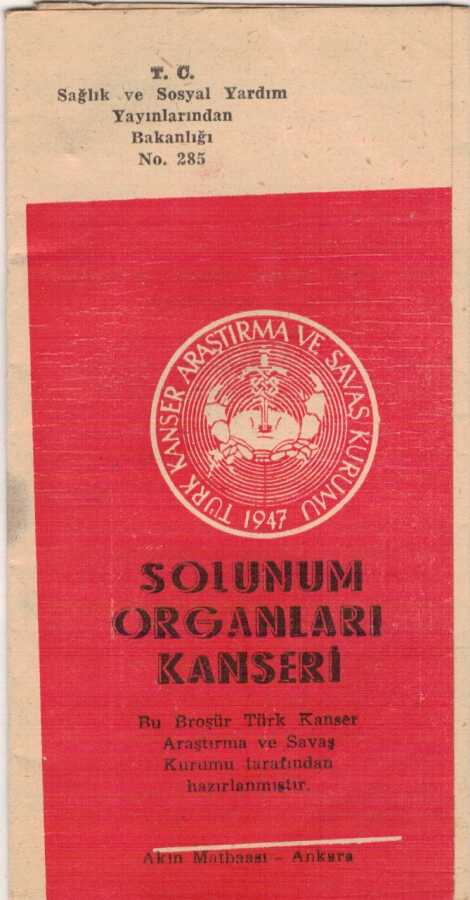 T. C.
Sağlık ve Sosyal Yardım
Yayınlarından
Bakanlığı
No. 285
TÜRK KANSER ARAŞTIRMA VE SAVAŞ KURUMU
1947
SOLUNUM
ORGANLARI
KANSERİ
Bu Broşür Türk Kanser
Araştırma ve Savaş
Kurumu tarafından
hazırlanmıştır.
Akın Matbaası - Ankara